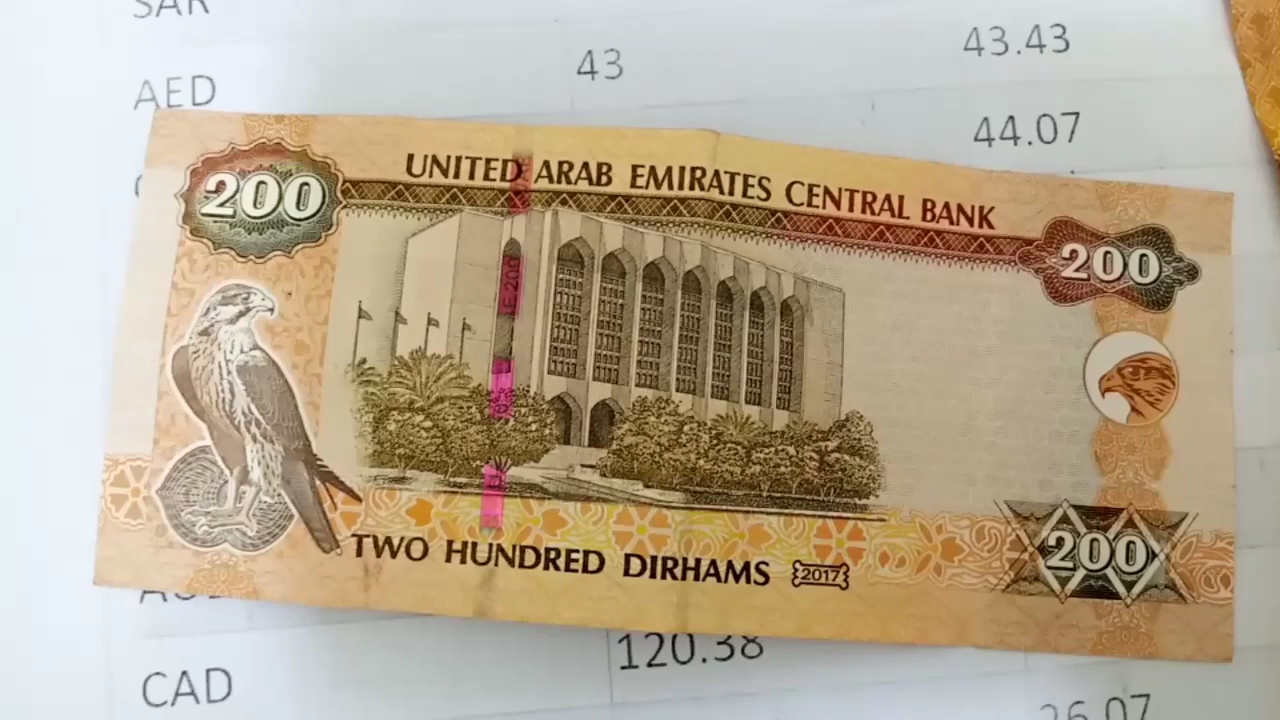 SAR
43.43
AED 43
44.07
200 UNITED ARAB EMIRATES CENTRAL BANK
200
TWO HUNDRED DIRHAMS 2017
200
120.38
CAD
26.07